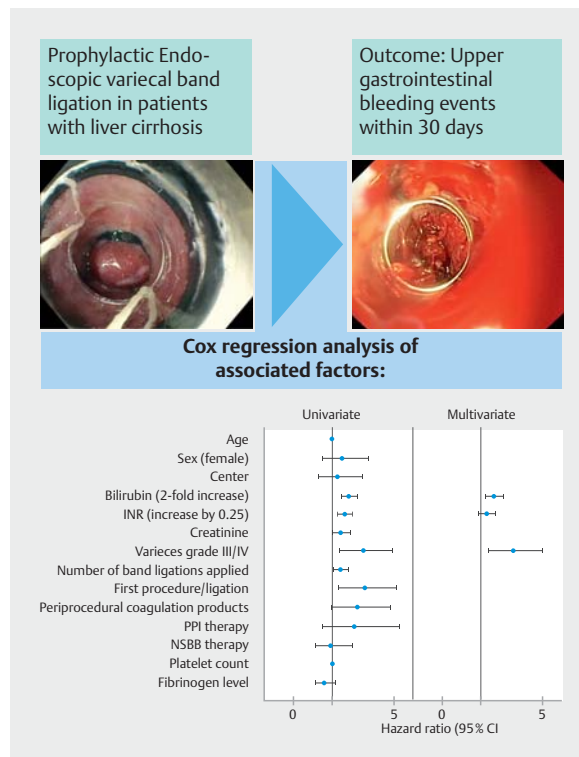 Prophylactic Endo-
scopic variecal band
ligation in patients
with liver cirrhosis
Outcome: Upper
gastrointestinal
bleeding events
within 30 days
Cox regression analysis of
associated factors:
Univariate
Multivariate
Age
Sex (female)
Center
Bilirubin (2-fold increase)
INR (increase by 0.25)
Creatinine
Varieces grade III/IV
Number of band ligations applied
First procedure/ligation
Periprocedural coagulation products
PPI therapy
NSBB therapy
Platelet count
Fibrinogen level
0 5 0 5
Hazard ratio (95% CI